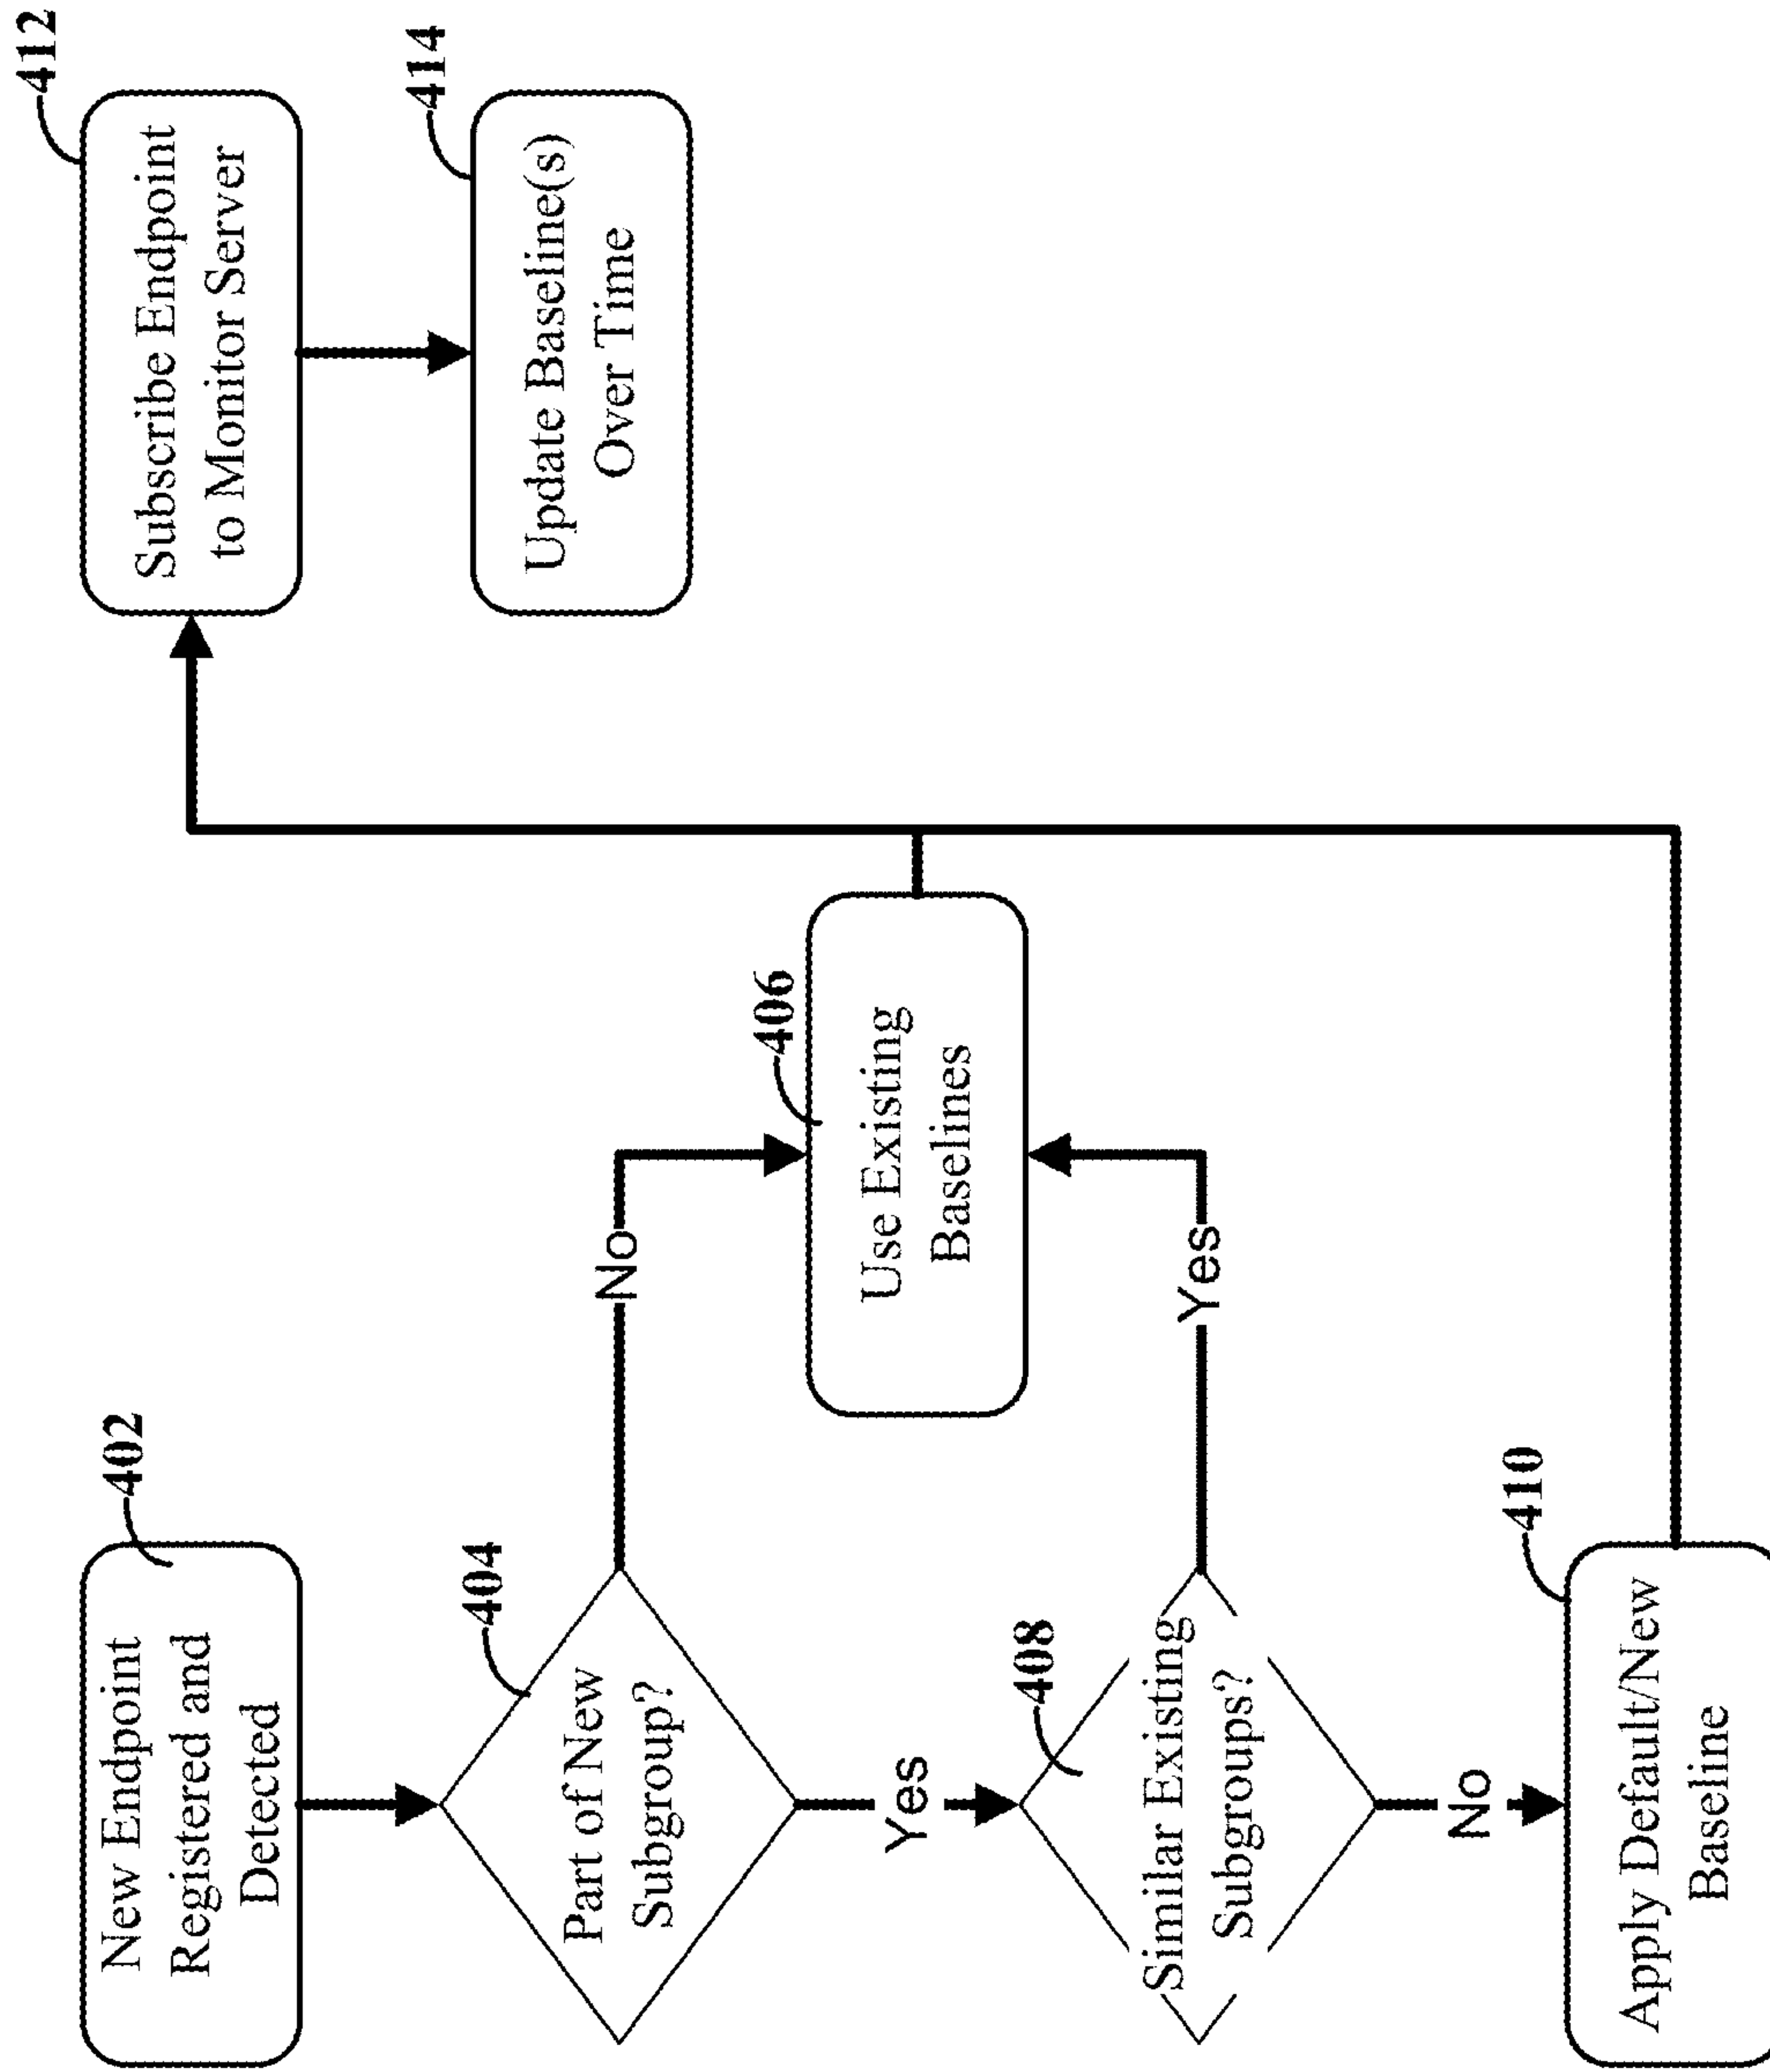 402
New Endpoint
Registered and
Detected
404
Part of New
Subgroup?
No
Yes
406
Use Existing
Baselines
408
Similar Existing
Subgroups?
Yes
No
410
Apply Default/New
Baseline
412
Subscribe Endpoint
to Monitor Server
414
Update Baseline(s)
Over Time